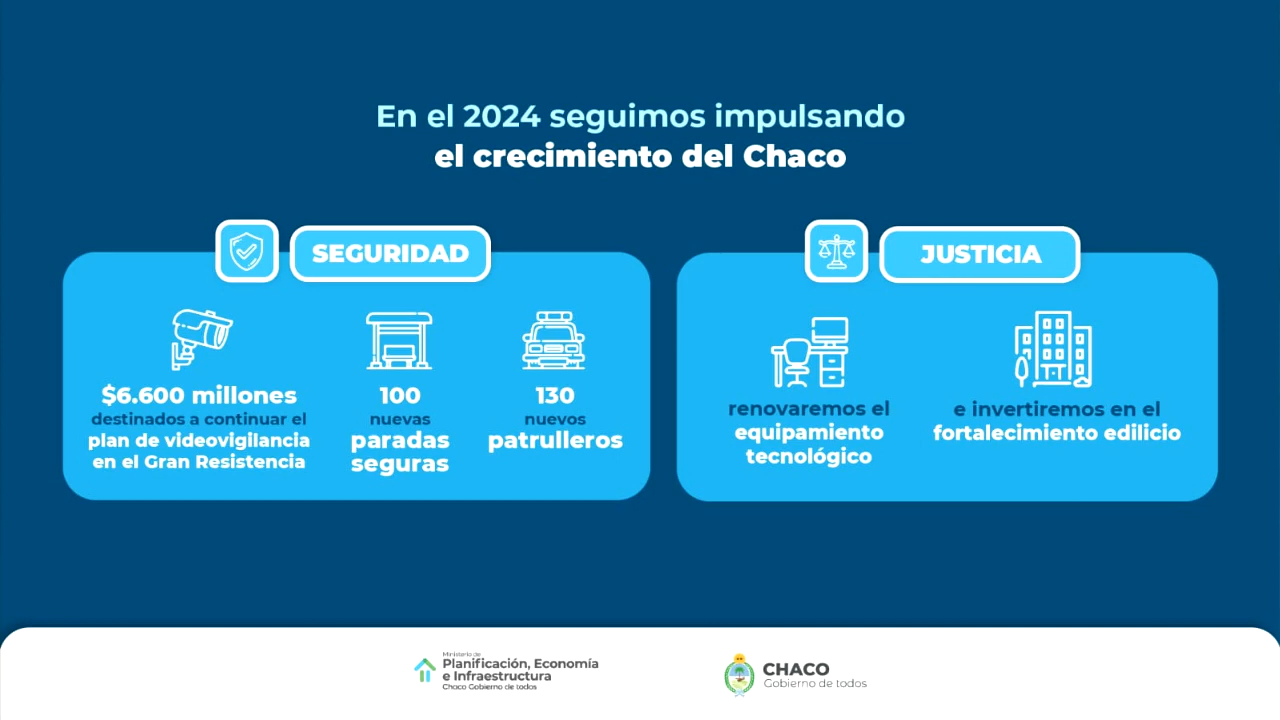 En el 2024 seguimos impulsando
el crecimiento del Chaco
SEGURIDAD
$6.600 millones
destinados a continuar el
plan de videovigilancia
en el Gran Resistencia
100
nuevas
paradas
seguras
130
nuevos
patrulleros
JUSTICIA
renovaremos el
equipamiento
tecnológico
e invertiremos en el
fortalecimiento edilicio
Ministerio de
Planificación, Economía
e Infraestructura
Chaco Gobierno de todos
CHACO
Gobierno de todos